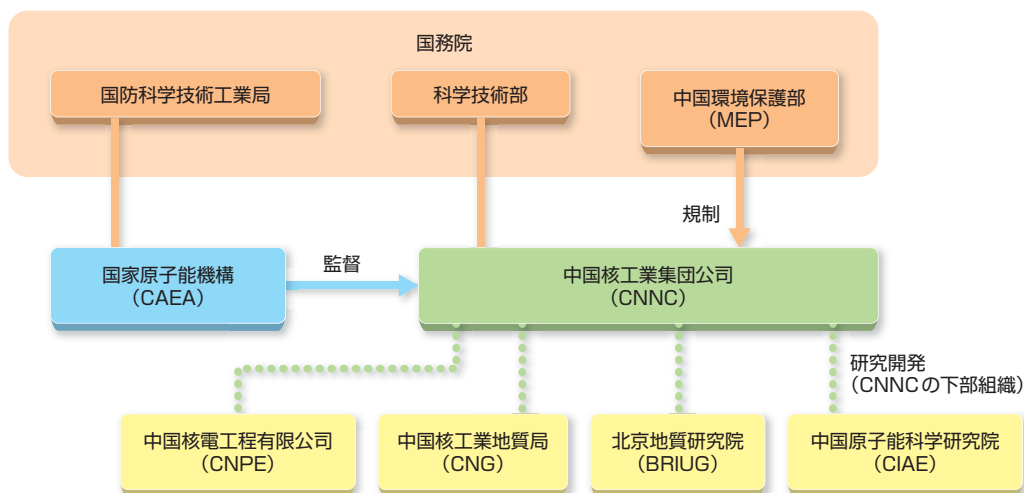 国務院
国防科学技術工業局
科学技術部
中国環境保護部
（MEP）
規制
国家原子能機構
（CAEA）
監督
中国核工業集団公司
（CNNC）
研究開発
（CNNCの下部組織）
中国核電工程有限公司
（CNPE）
中国核工業地質局
（CNG）
北京地質研究院
（BRIUG）
中国原子能科学研究院
（CIAE）